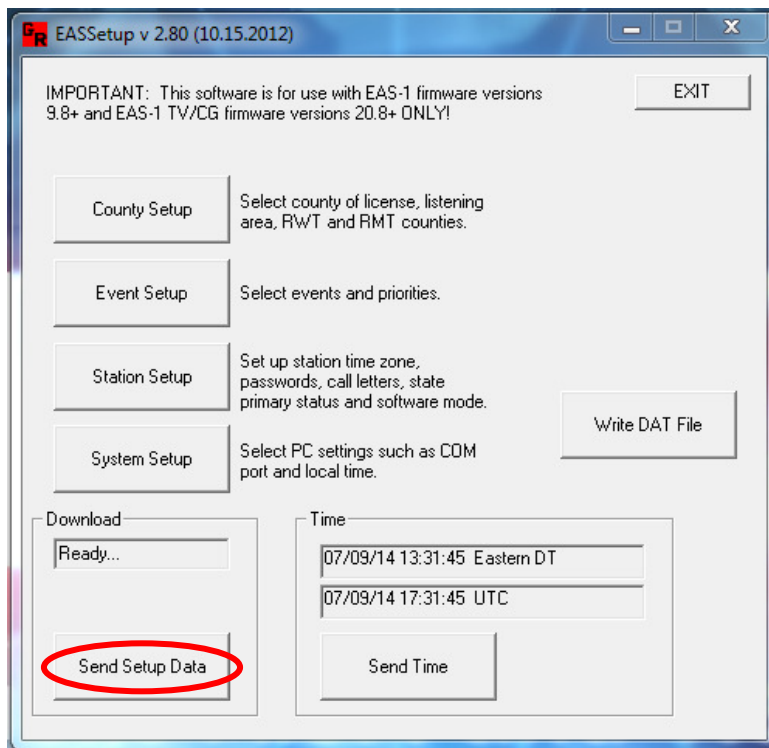 GR EASSetup v 2.80 (10.15.2012)
IMPORTANT: This software is for use with EAS-1 firmware versions
9.8+ and EAS-1 TV/CG firmware versions 20.8+ ONLY!
EXIT
County Setup
Select county of license, listening
area, RWT and RMT counties.
Event Setup
Select events and priorities.
Station Setup
Set up station time zone,
passwords, call letters, state
primary status and software mode.
Write DAT File
System Setup
Select PC settings such as COM
port and local time.
Download
Ready...
Send Setup Data
Time
07/09/14 13:31:45 Eastern DT
07/09/14 17:31:45 UTC
Send Time